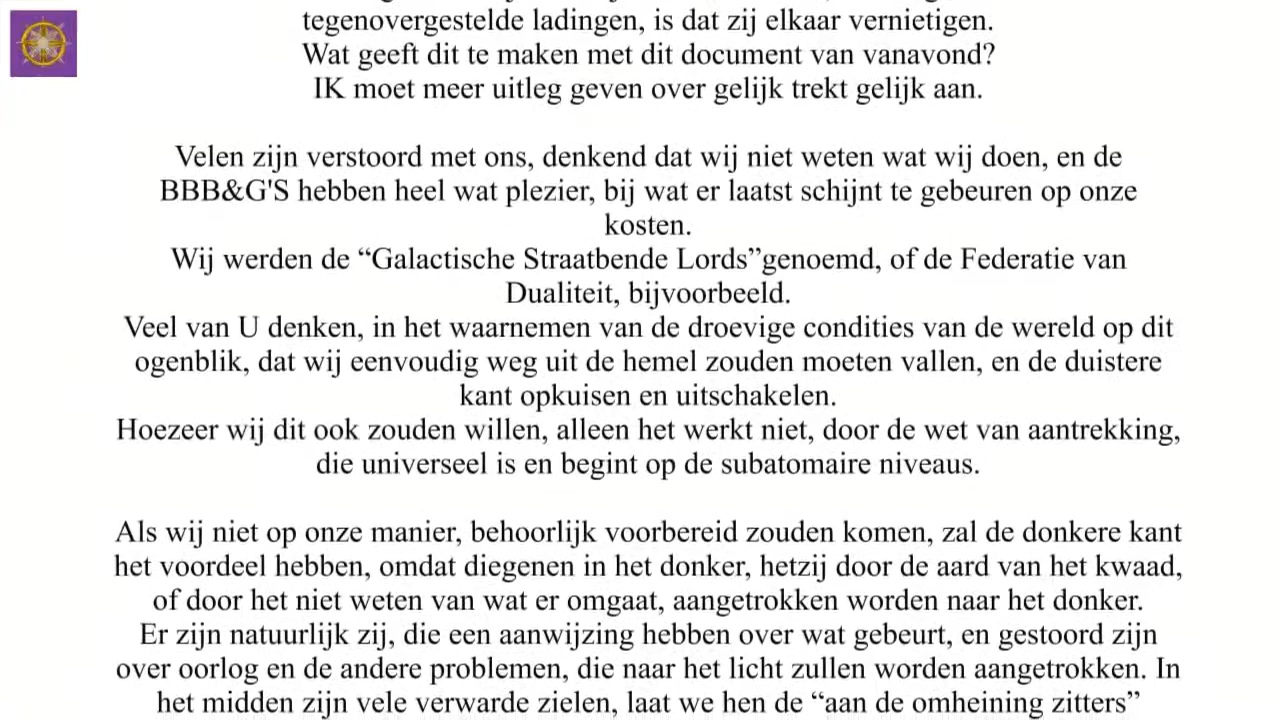 tegenovergestelde ladingen, is dat zij elkaar vernietigen.
Wat geeft dit te maken met dit document van vanavond?
IK moet meer uitleg geven over gelijk trekt gelijk aan.
Velen zijn verstoord met ons, denkend dat wij niet weten wat wij doen, en de
BBB&G'S hebben heel wat plezier, bij wat er laatst schijnt te gebeuren op onze
kosten.
Wij werden de “Galactische Straatbende Lords”genoemd, of de Federatie van
Dualiteit, bijvoorbeeld.
Veel van U denken, in het waarnemen van de droevige condities van de wereld op dit
ogenblik, dat wij eenvoudig weg uit de hemel zouden moeten vallen, en de duistere
kant opkuisen en uitschakelen.
Hoezeer wij dit ook zouden willen, alleen het werkt niet, door de wet van aantrekking,
die universeel is en begint op de subatomaire niveaus.
Als wij niet op onze manier, behoorlijk voorbereid zouden komen, zal de donkere kant
het voordeel hebben, omdat diegenen in het donker, hetzij door de aard van het kwaad,
of door het niet weten van wat er omgaat, aangetrokken worden naar het donker.
Er zijn natuurlijk zij, die een aanwijzing hebben over wat gebeurt, en gestoord zijn
over oorlog en de andere problemen, die naar het licht zullen worden aangetrokken. In
het midden zijn vele verwarde zielen, laat we hen de “aan de omheining zitters”